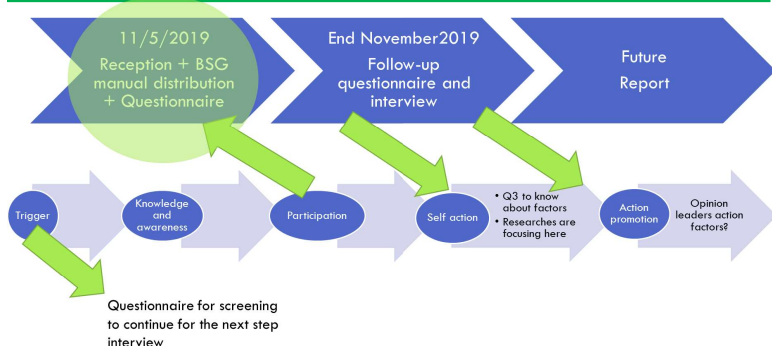 11/5/2019
Reception + BSG
manual distribution
+ Questionnaire
End November2019
Follow-up
questionnaire and
interview
Future
Report
Trigger
Knowledge
and
awareness
Participation
Self action
• Q3 to know
about factors
• Researches are
focusing here
Action
promotion
Opinion
leaders action
factors?
Questionnaire for screening
to continue for the next step
interview